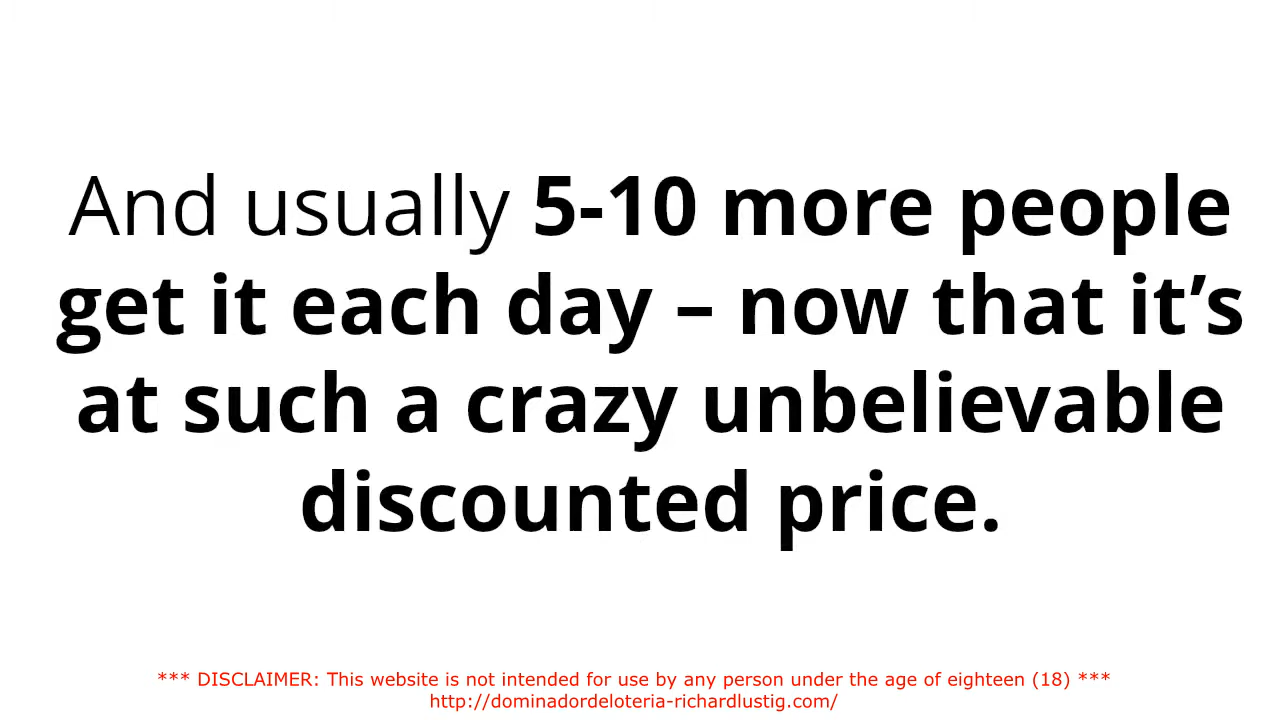 And usually 5-10 more people
get it each day – now that it’s
at such a crazy unbelievable
discounted price.
*** DISCLAIMER: This website is not intended for use by any person under the age of eighteen (18) ***
http://dominadordeloteria-richardlustig.com/